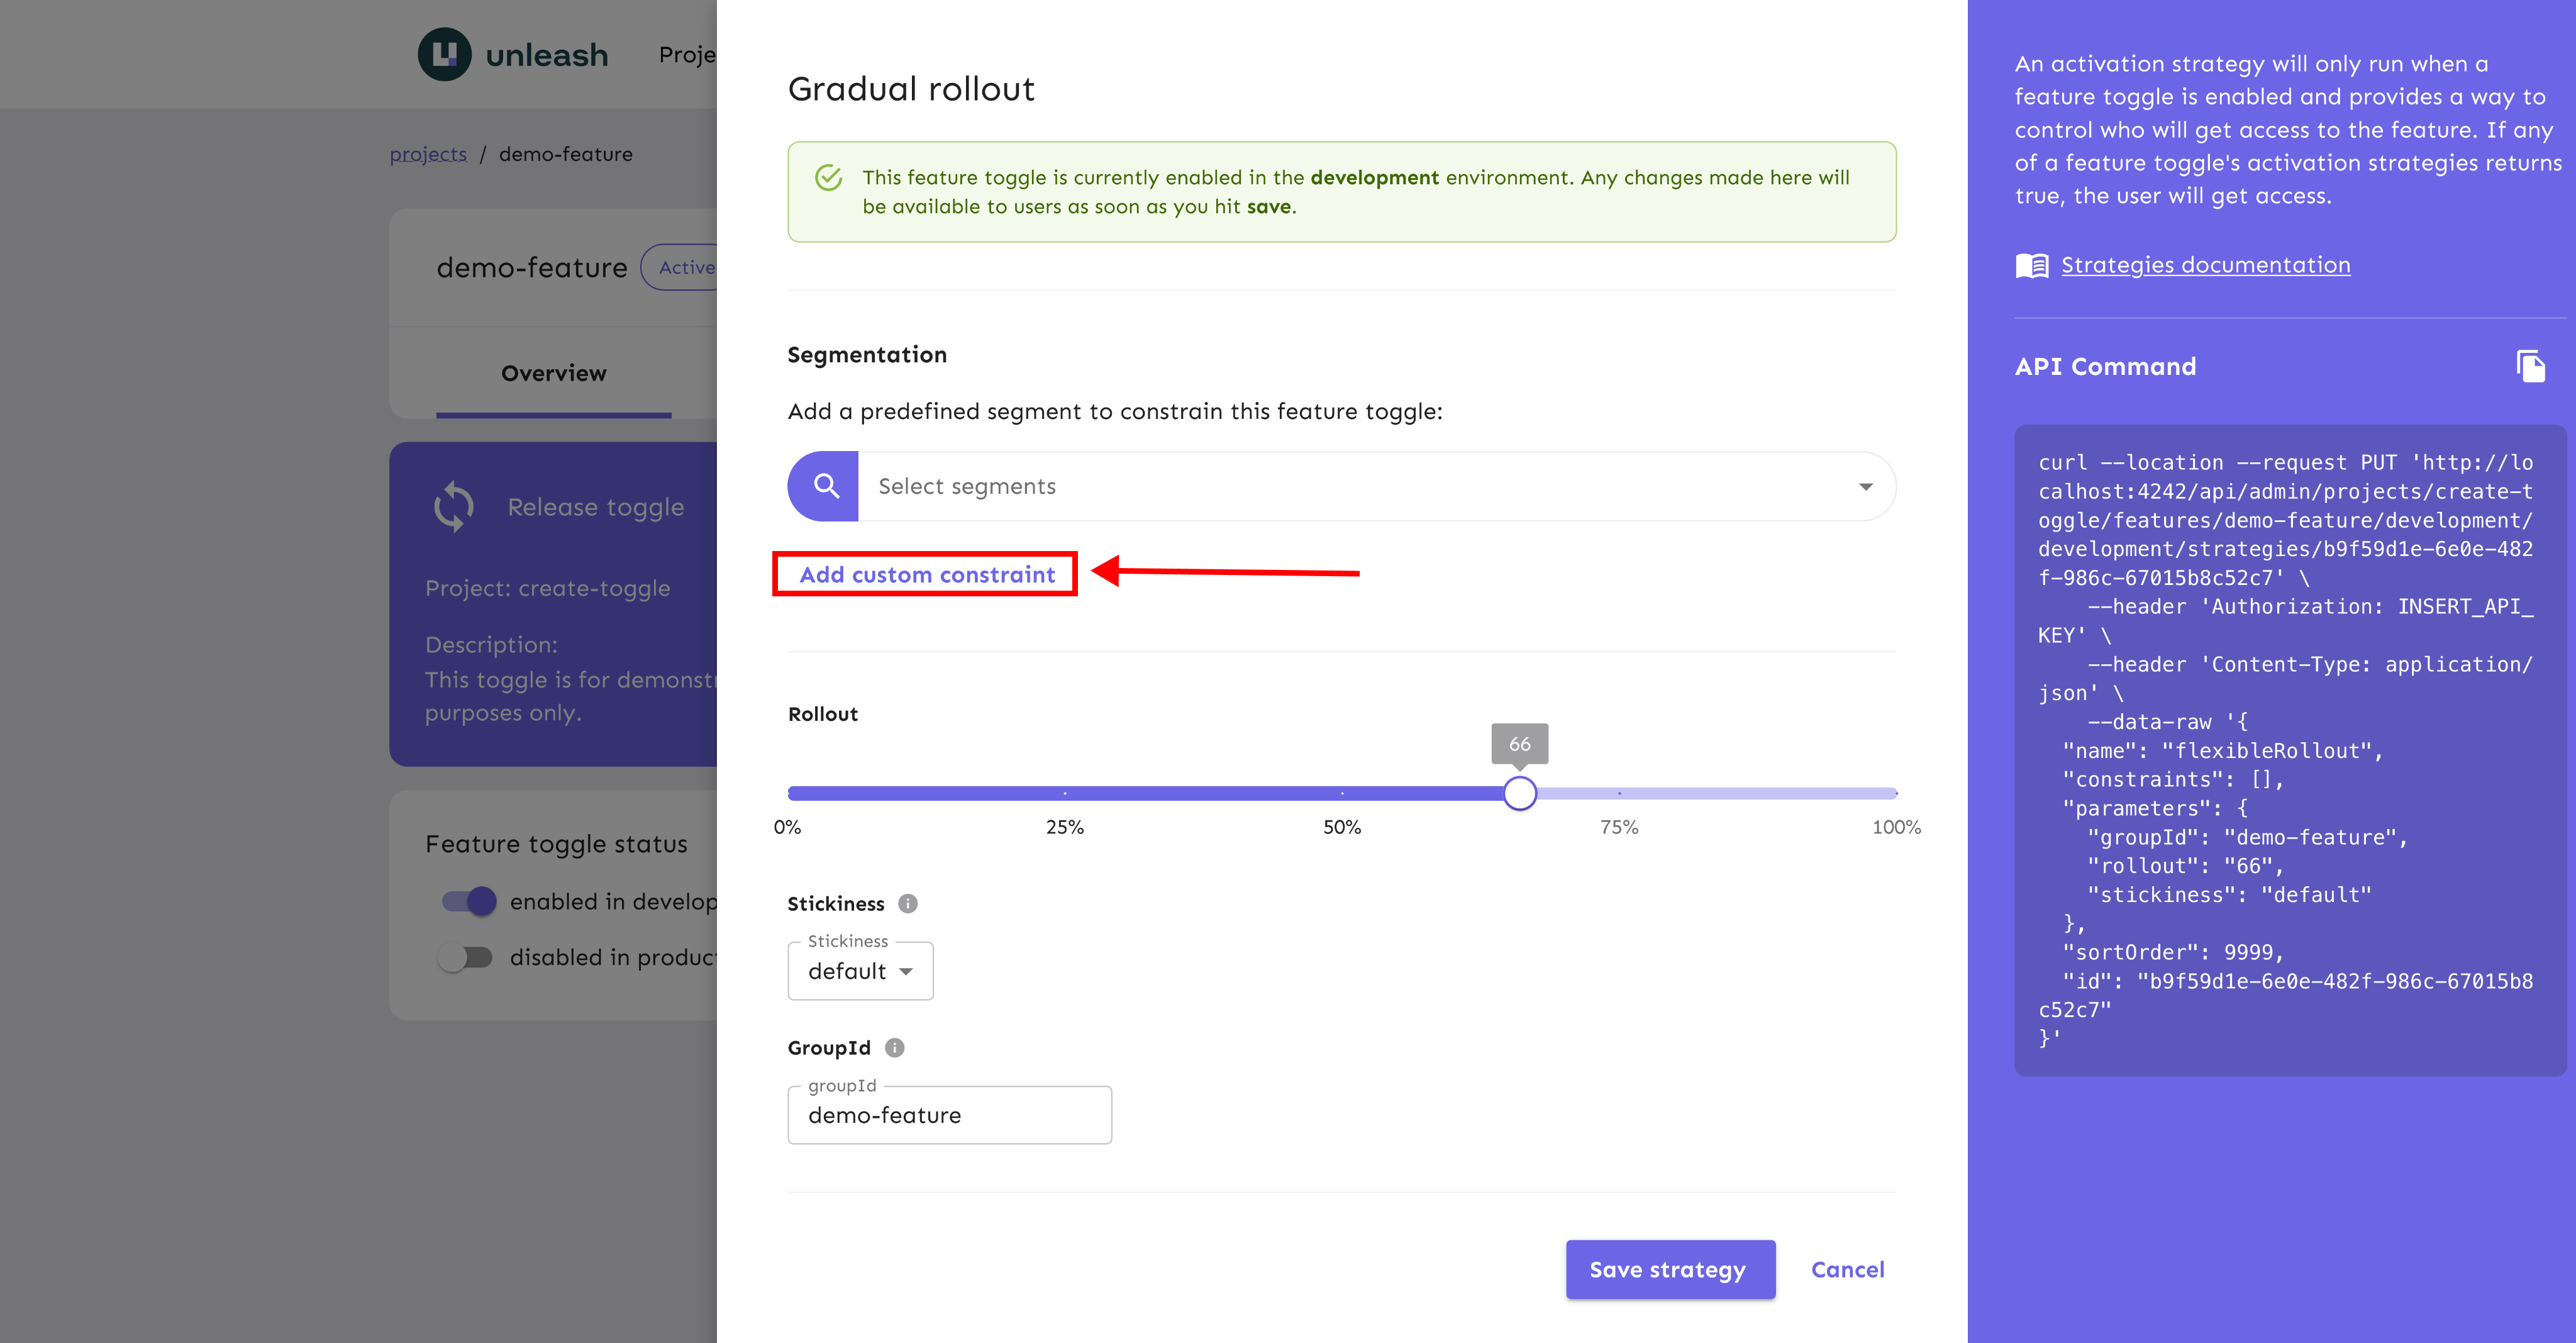 unleash
Proje
projects / demo-feature
demo-feature
Active
Overview
Release toggle
Project: create-toggle
Description:
This toggle is for demonstr
purposes only.
Feature toggle status
enabled in develop
disabled in product
Gradual rollout
This feature toggle is currently enabled in the development environment. Any changes made here will
be available to users as soon as you hit save.
Segmentation
Add a predefined segment to constrain this feature toggle:
Select segments
Add custom constraint
Rollout
66
0% 25% 50% 75% 100%
Stickiness
Stickiness
default
GroupId
groupId
demo-feature
Save strategy
Cancel
An activation strategy will only run when a
feature toggle is enabled and provides a way to
control who will get access to the feature. If any
of a feature toggle's activation strategies returns
true, the user will get access.
Strategies documentation
API Command
curl --location --request PUT 'http://lo
calhost:4242/api/admin/projects/create-t
oggle/features/demo-feature/development/
development/strategies/b9f59d1e-6e0e-482
f-986c-67015b8c52c7' \
--header 'Authorization: INSERT_API_
KEY' \
--header 'Content-Type: application/
json' \
--data-raw '{
"name": "flexibleRollout",
"constraints": [],
"parameters": {
"groupId": "demo-feature",
"rollout": "66",
"stickiness": "default"
},
"sortOrder": 9999,
"id": "b9f59d1e-6e0e-482f-986c-67015b8
c52c7"
}'